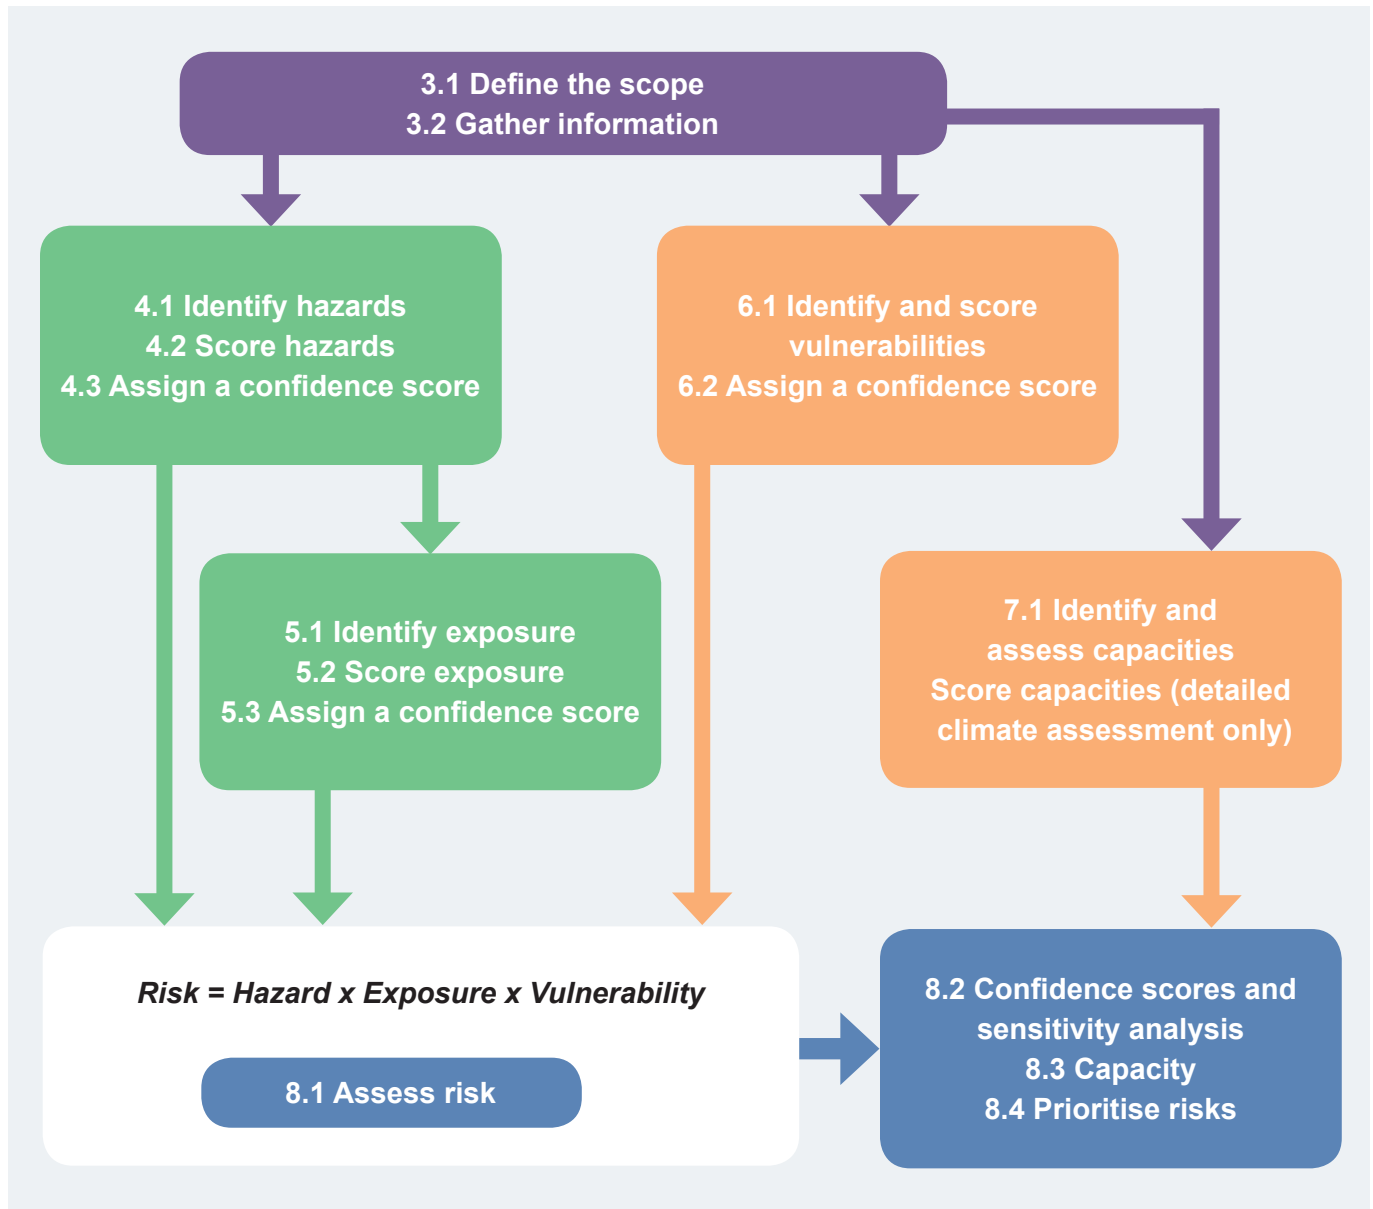 3.1 Define the scope
3.2 Gather information
4.1 Identify hazards
4.2 Score hazards
4.3 Assign a confidence score
6.1 Identify and score
vulnerabilities
6.2 Assign a confidence score
5.1 Identify exposure
5.2 Score exposure
5.3 Assign a confidence score
7.1 Identify and
assess capacities
Score capacities (detailed
climate assessment only)
Risk = Hazard x Exposure x Vulnerability
8.1 Assess risk
8.2 Confidence scores and
sensitivity analysis
8.3 Capacity
8.4 Prioritise risks